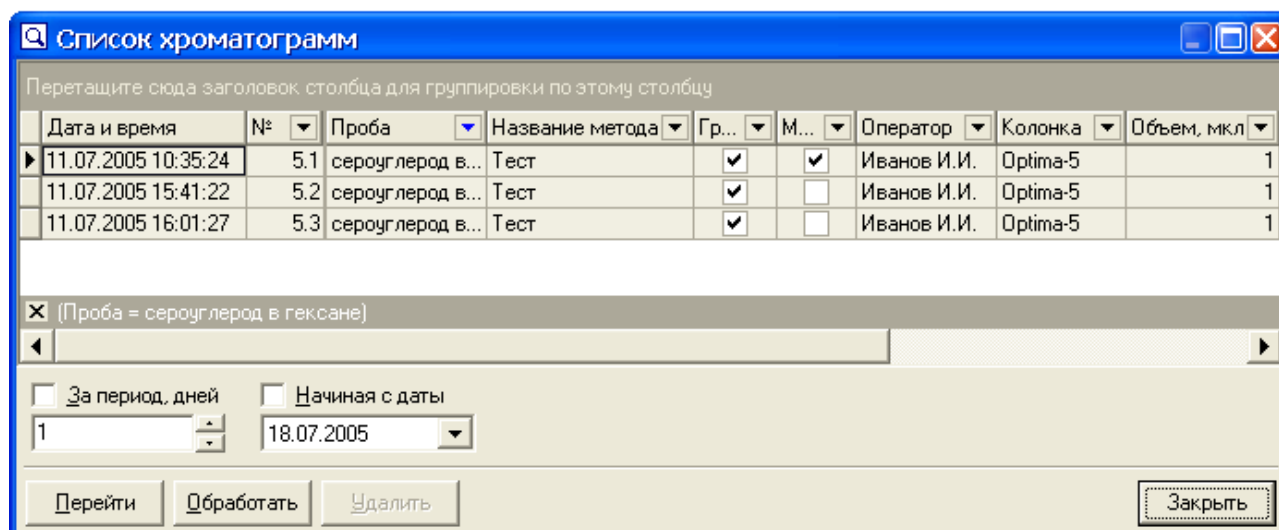 Список хроматограмм
Перетащите сюда заголовок столбца для группировки по этому столбцу
Дата и время № Проба Название метода Гр... М... Оператор Колонка Объем, мкл
11.07.2005 10:35:24 5.1 сероуглерод в... Тест Иванов И.И. Optima-5 1
11.07.2005 15:41:22 5.2 сероуглерод в... Тест Иванов И.И. Optima-5 1
11.07.2005 16:01:27 5.3 сероуглерод в... Тест Иванов И.И. Optima-5 1
(Проба = сероуглерод в гексане)
За период, дней Начиная с даты
1 18.07.2005
Перейти Обработать Удалить Закрыть